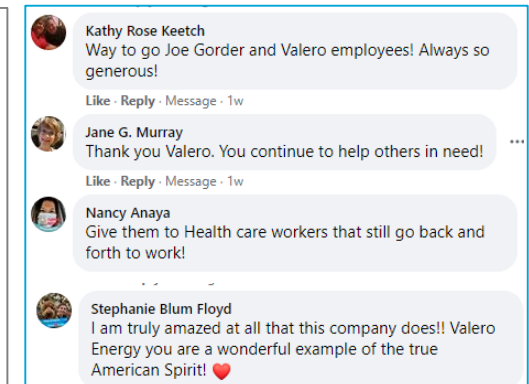 Kathy Rose Keetch
Way to go Joe Gorder and Valero employees! Always so
generous!
Like · Reply · Message · 1w
Jane G. Murray
Thank you Valero. You continue to help others in need!
Like · Reply · Message · 1w
Nancy Anaya
Give them to Health care workers that still go back and
forth to work!
Stephanie Blum Floyd
I am truly amazed at all that this company does!! Valero
Energy you are a wonderful example of the true
American Spirit! ❤️